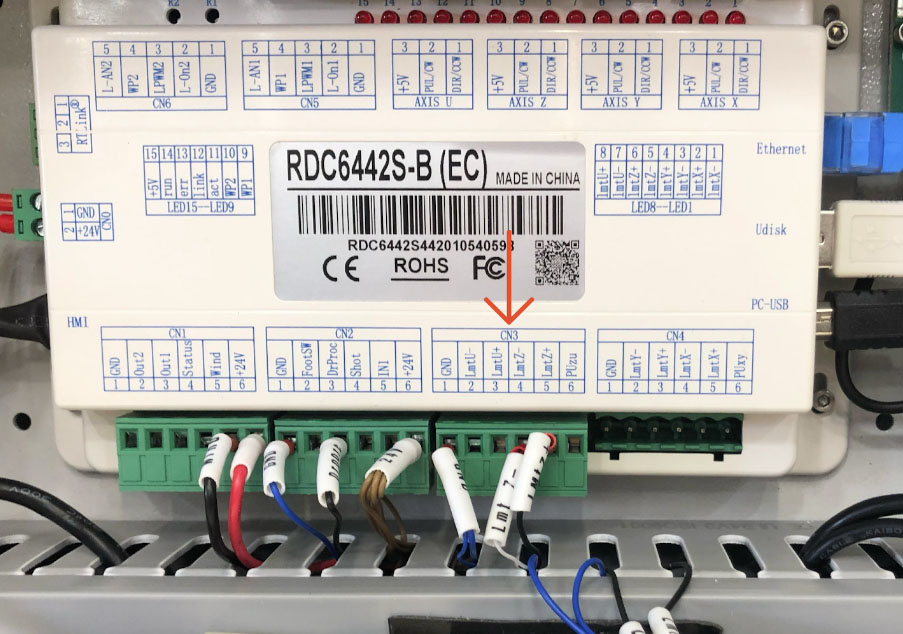 15 14 13 12 11 10 9 8 7 6 5 4 3 2 1
R2 R1
5 4 3 2 1
L-AN2 WP2 LPWM2 L-On2 GND
CN6
5 4 3 2 1
L-AN1 WP1 LPWM1 L-On1 GND
CN5
3 2 1
+5V PUL/CW DIR/CCW
AXIS U
3 2 1
+5V PUL/CW DIR/CCW
AXIS Z
3 2 1
+5V PUL/CW DIR/CCW
AXIS Y
3 2 1
+5V PUL/CW DIR/CCW
AXIS X
3 2 1
RTLink®
15 14 13 12 11 10 9
+5V run err link act WP2 WP1
LED15--LED9
RDC6442S-B (EC) MADE IN CHINA
RDC6442S442010540593
CE ROHS FC
8 7 6 5 4 3 2 1
lmtU+ lmtU- lmtZ+ lmtZ- lmtY+ lmtY- lmtX+ lmtX-
LED8--LED1
Ethernet
Udisk
PC-USB
1 GND
2 +24V
CN0
HMI
CN1
GND Out2 Out1 Status Wind +24V
1 2 3 4 5 6
CN2
GND FootSW DrProc Shot IN1 +24V
1 2 3 4 5 6
CN3
GND LmtU- LmtU+ LmtZ- LmtZ+ PUzu
1 2 3 4 5 6
CN4
GND LmtY- LmtY+ LmtX- LmtX+ PUxy
1 2 3 4 5 6
GND
Lmt Z-